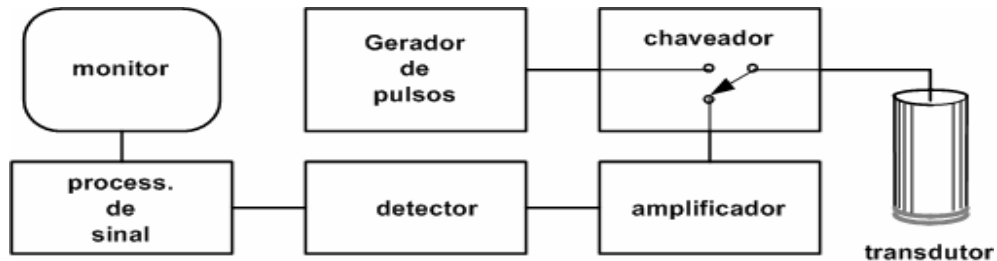 monitor
Gerador
de
pulsos
chaveador
process.
de
sinal
detector
amplificador
transdutor